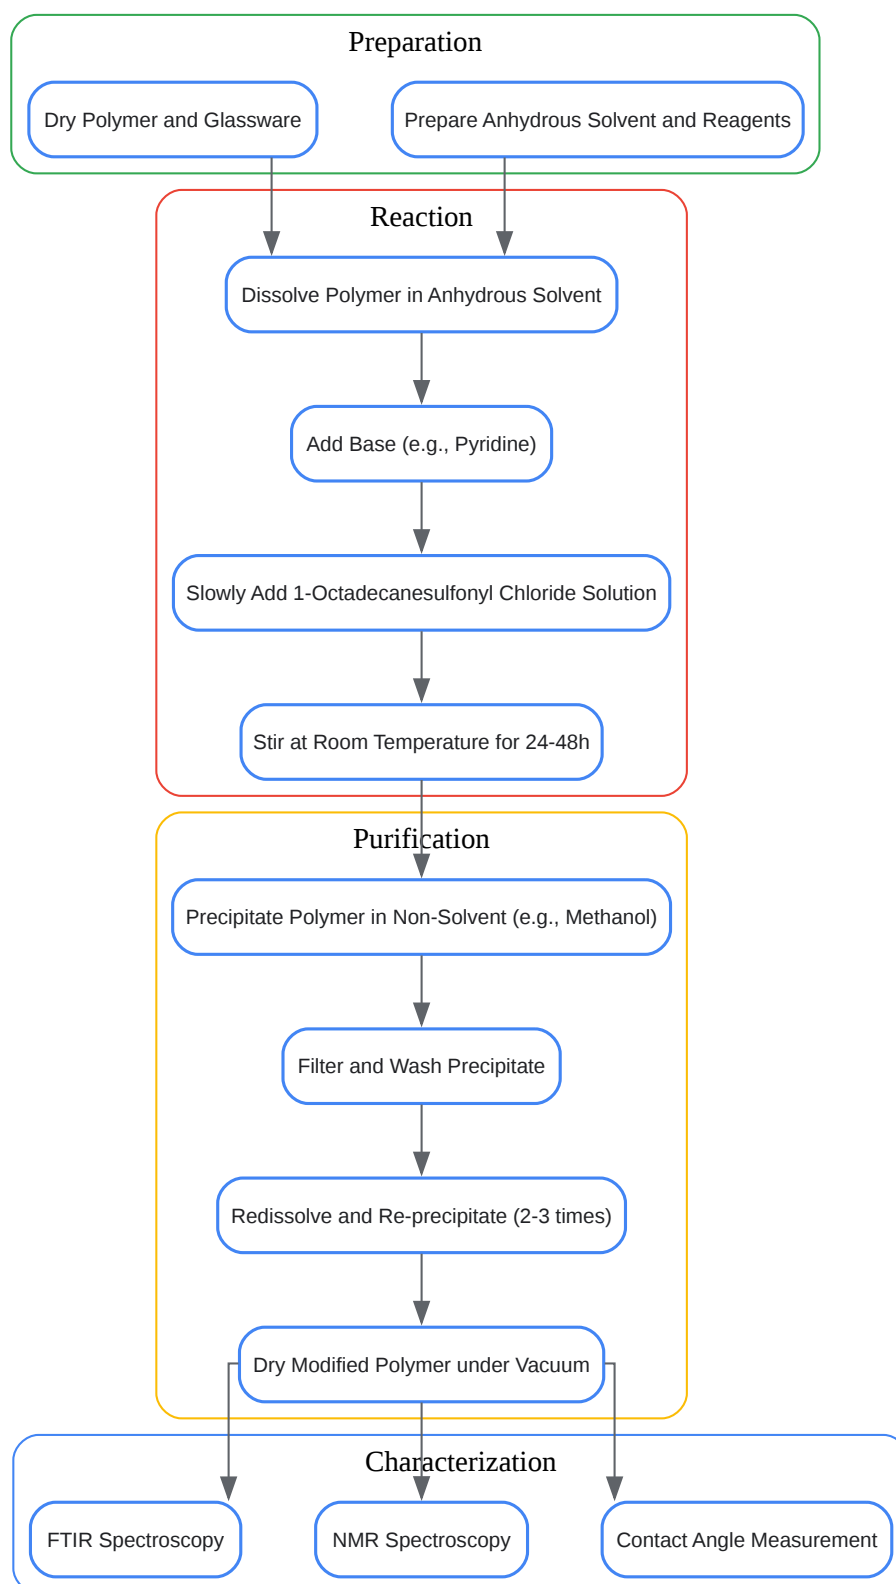 Preparation
Dry Polymer and Glassware
Prepare Anhydrous Solvent and Reagents
Reaction
Dissolve Polymer in Anhydrous Solvent
Add Base (e.g., Pyridine)
Slowly Add 1-Octadecanesulfonyl Chloride Solution
Stir at Room Temperature for 24-48h
Purification
Precipitate Polymer in Non-Solvent (e.g., Methanol)
Filter and Wash Precipitate
Redissolve and Re-precipitate (2-3 times)
Dry Modified Polymer under Vacuum
Characterization
FTIR Spectroscopy
NMR Spectroscopy
Contact Angle Measurement